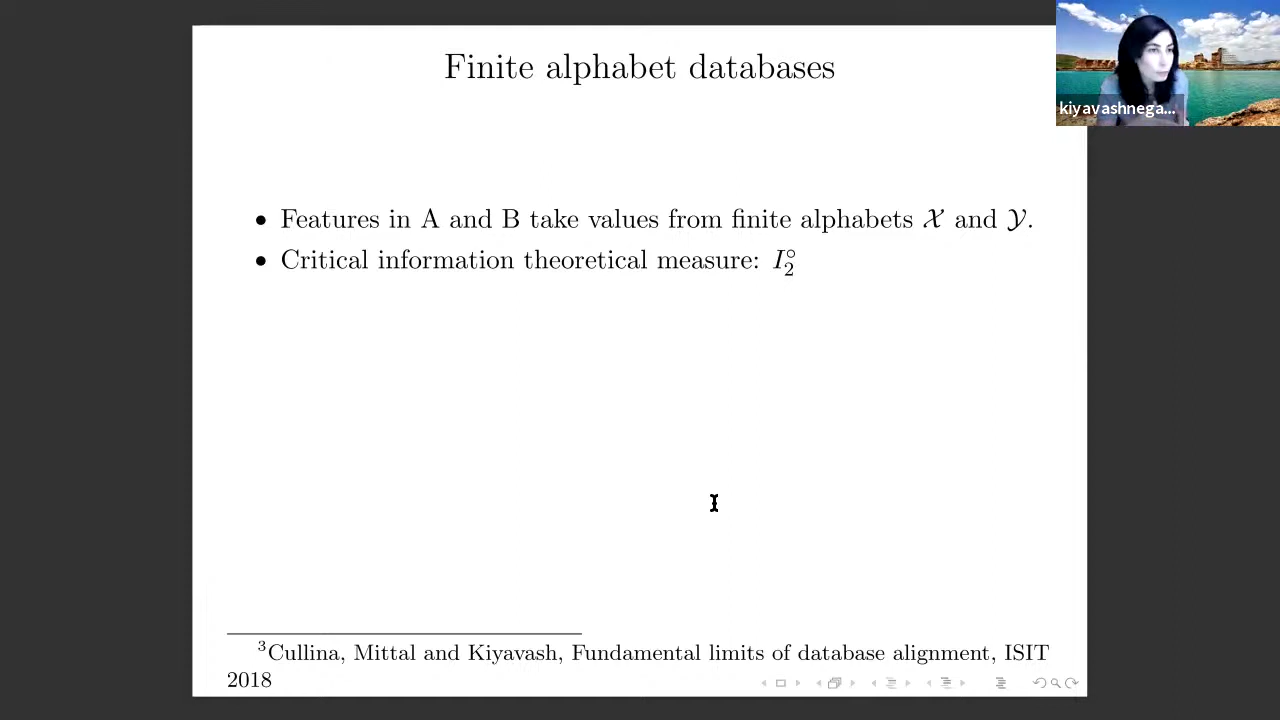 Finite alphabet databases
kiyavashnega...
• Features in A and B take values from finite alphabets 𝒳 and 𝒴.
• Critical information theoretical measure: I₂°
³Cullina, Mittal and Kiyavash, Fundamental limits of database alignment, ISIT
2018